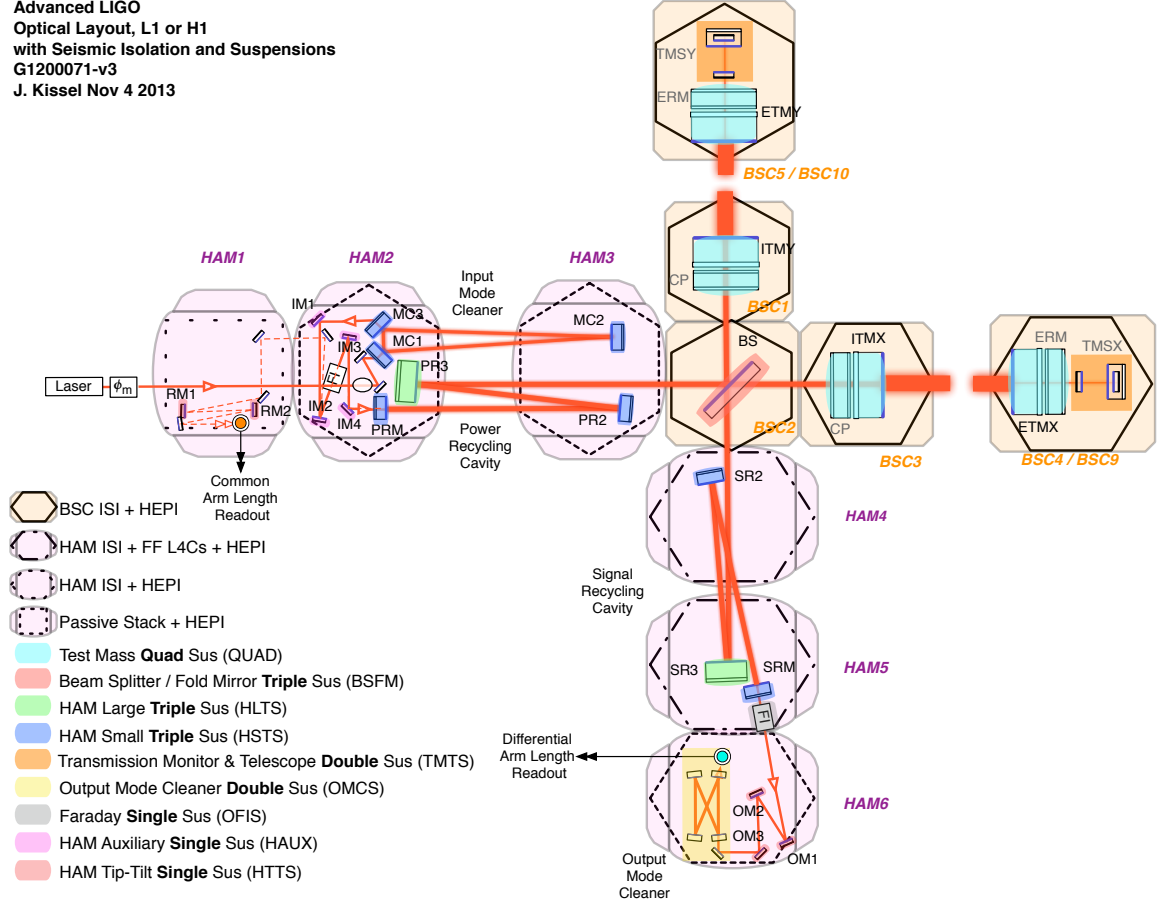 Advanced LIGO
Optical Layout, L1 or H1
with Seismic Isolation and Suspensions
G1200071-v3
J. Kissel Nov 4 2013
TMSY
ERM
ETMY
BSC5 / BSC10
ITMY
CP
BSC1
HAM1
HAM2
HAM3
Input
Mode
Cleaner
IM1
MC3
MC2
MC1
IM3
BS
ITMX
ERM
TMSX
PR3
FI
Laser
ϕm
RM1
RM2
IM2
IM4
PRM
PR2
BSC2
CP
ETMX
BSC3
BSC4 / BSC9
Power
Recycling
Cavity
Common
Arm Length
Readout
SR2
HAM4
BSC ISI + HEPI
HAM ISI + FF L4Cs + HEPI
HAM ISI + HEPI
Passive Stack + HEPI
Signal
Recycling
Cavity
Test Mass Quad Sus (QUAD)
Beam Splitter / Fold Mirror Triple Sus (BSFM)
HAM Large Triple Sus (HLTS)
HAM Small Triple Sus (HSTS)
Transmission Monitor & Telescope Double Sus (TMTS)
Output Mode Cleaner Double Sus (OMCS)
Faraday Single Sus (OFIS)
HAM Auxiliary Single Sus (HAUX)
HAM Tip-Tilt Single Sus (HTTS)
SR3
SRM
HAM5
FI
Differential
Arm Length
Readout
HAM6
OM2
OM3
OM1
Output
Mode
Cleaner